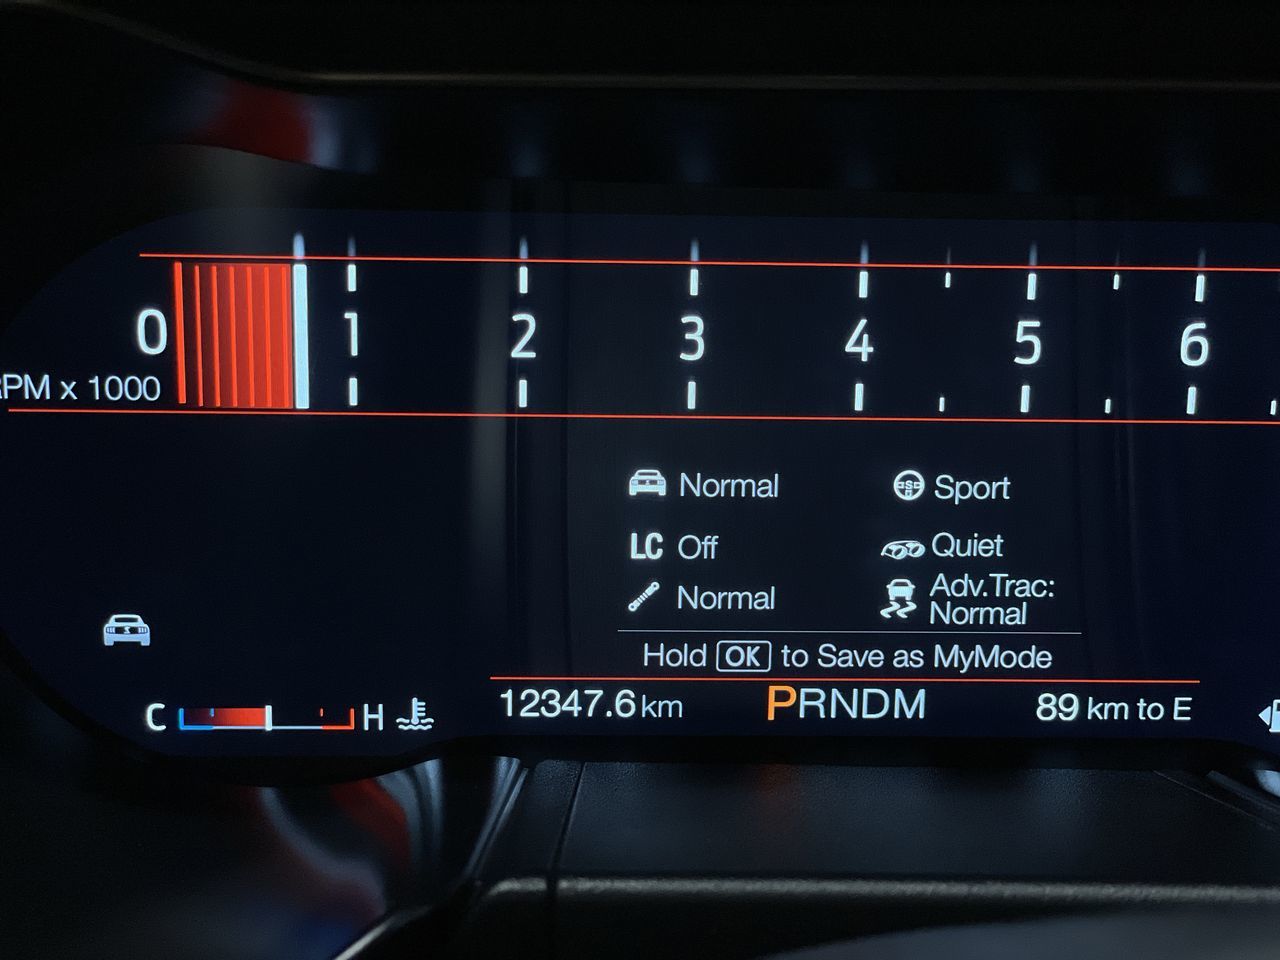 0 1 2 3 4 5 6
RPM x 1000
Normal Sport
LC Off Quiet
Normal Adv.Trac:
Normal
Hold OK to Save as MyMode
C H 12347.6 km PRNDM 89 km to E